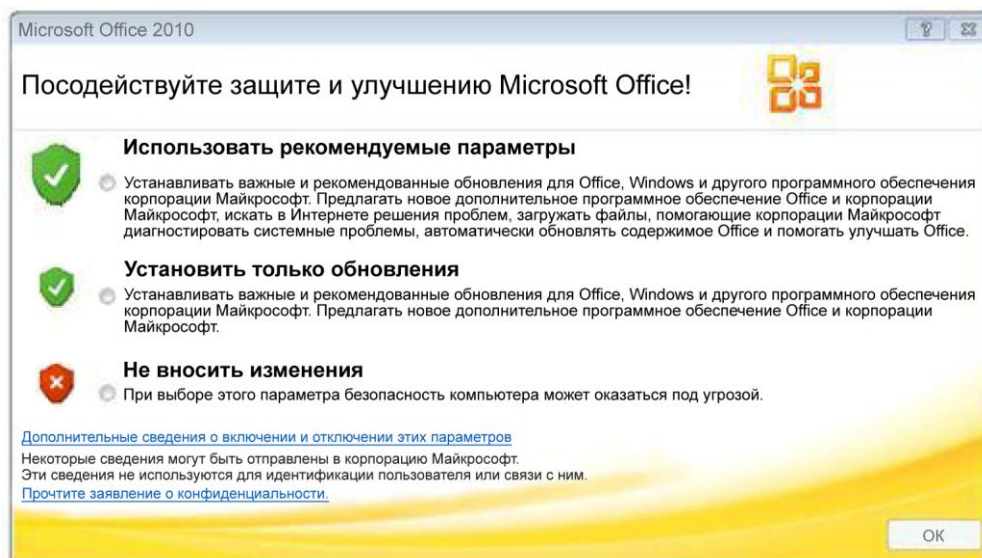 Microsoft Office 2010
Посодействуйте защите и улучшению Microsoft Office!
Использовать рекомендуемые параметры
Устанавливать важные и рекомендованные обновления для Office, Windows и другого программного обеспечения
корпорации Майкрософт. Предлагать новое дополнительное программное обеспечение Office и корпорации
Майкрософт, искать в Интернете решения проблем, загружать файлы, помогающие корпорации Майкрософт
диагностировать системные проблемы, автоматически обновлять содержимое Office и помогать улучшать Office.
Установить только обновления
Устанавливать важные и рекомендованные обновления для Office, Windows и другого программного обеспечения
корпорации Майкрософт. Предлагать новое дополнительное программное обеспечение Office и корпорации
Майкрософт.
Не вносить изменения
При выборе этого параметра безопасность компьютера может оказаться под угрозой.
Дополнительные сведения о включении и отключении этих параметров
Некоторые сведения могут быть отправлены в корпорацию Майкрософт.
Эти сведения не используются для идентификации пользователя или связи с ним.
Прочтите заявление о конфиденциальности.
ОК